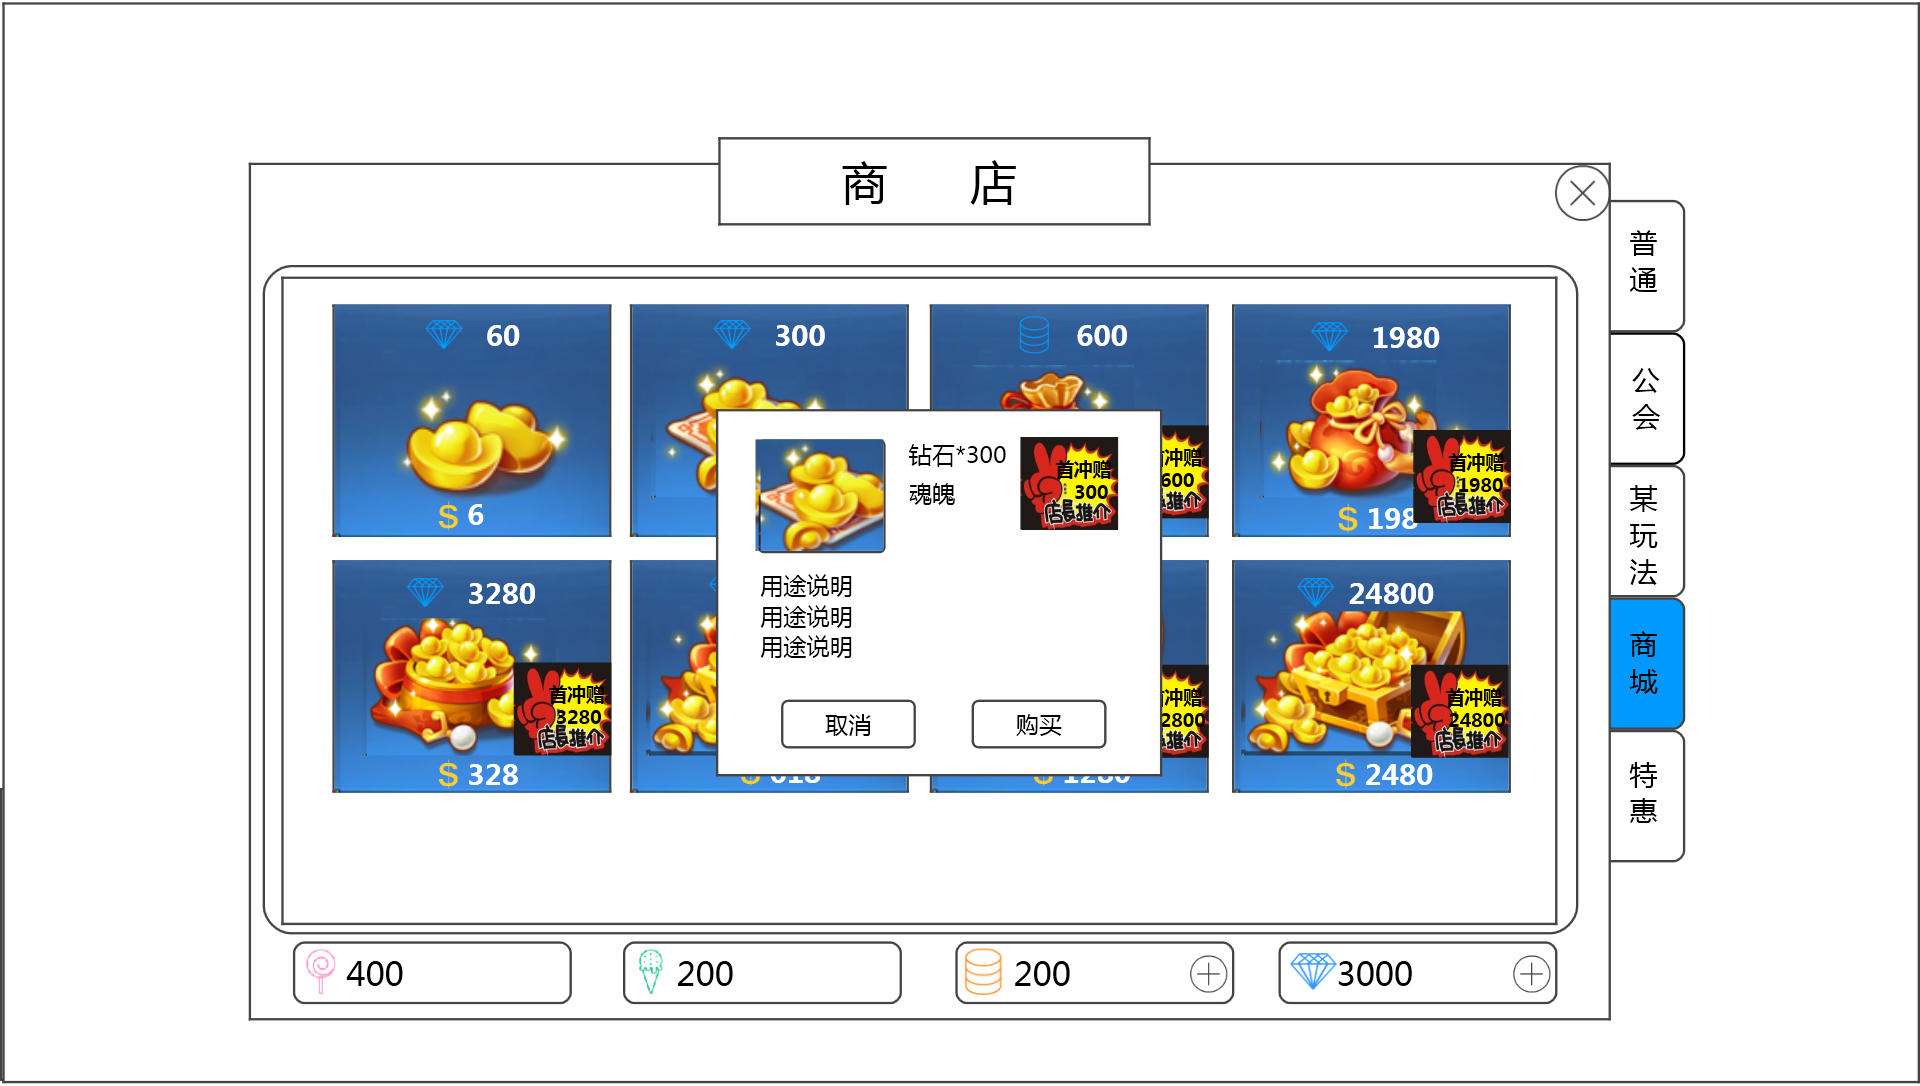 商 店
普通
公会
某玩法
商城
特惠
60
300
600
1980
$ 6
$ 198
首冲赠
600
首冲赠
1980
店長推介
钻石*300
魂魄
首冲赠
300
店長推介
用途说明
用途说明
用途说明
取消
购买
3280
24800
首冲赠
3280
店長推介
首冲赠
2800
首冲赠
24800
店長推介
$ 328
$ 618
$ 1280
$ 2480
400
200
200
3000